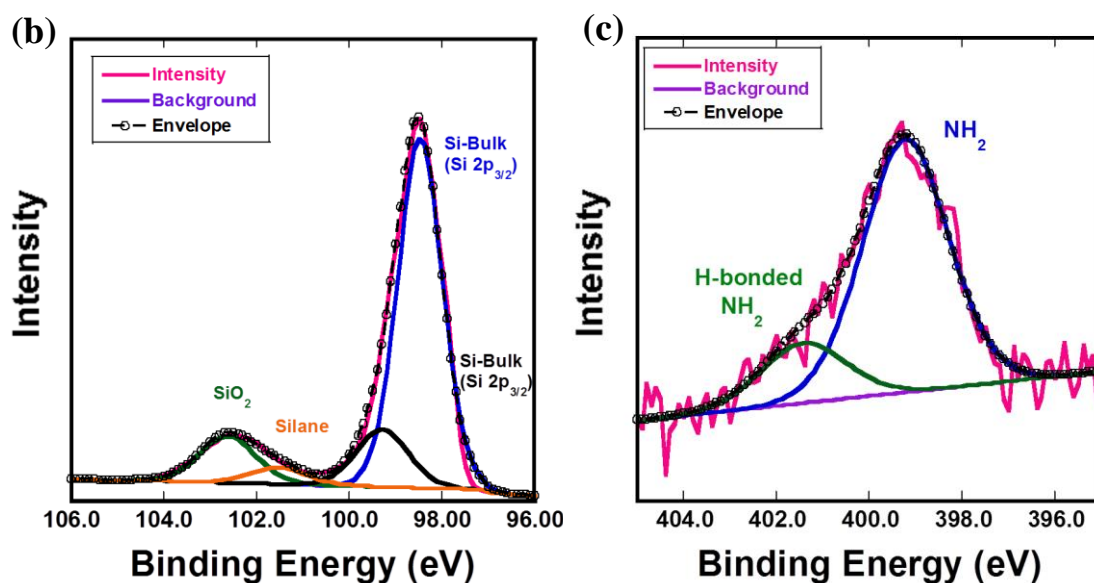 (b)
Intensity
Background
Envelope
Si-Bulk
(Si 2p3/2)
Si-Bulk
(Si 2p3/2)
SiO2
Silane
Intensity
106.0 104.0 102.0 100.0 98.00 96.00
Binding Energy (eV)
(c)
Intensity
Background
Envelope
NH2
H-bonded
NH2
Intensity
404.0 402.0 400.0 398.0 396.0
Binding Energy (eV)